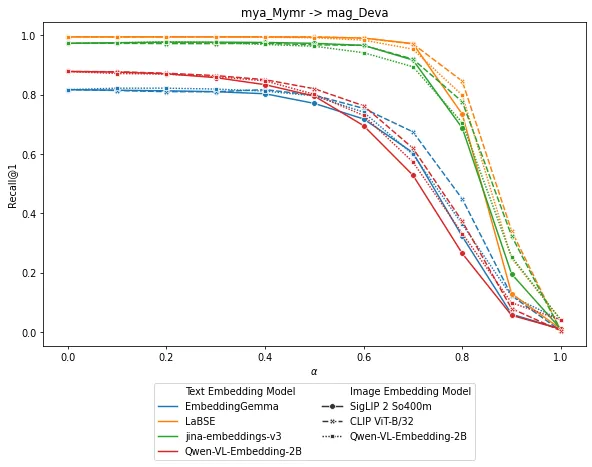 mya_Mymr -> mag_Deva
Recall@1
1.0
0.8
0.6
0.4
0.2
0.0
0.0 0.2 0.4 0.6 0.8 1.0
α
Text Embedding Model Image Embedding Model
EmbeddingGemma SigLIP 2 So400m
LaBSE CLIP ViT-B/32
jina-embeddings-v3 Qwen-VL-Embedding-2B
Qwen-VL-Embedding-2B